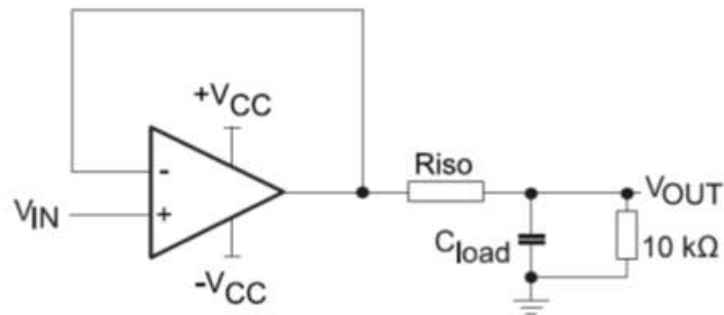 +VCC
Riso
-
VIN
+
VOUT
Cload
10 kΩ
-VCC